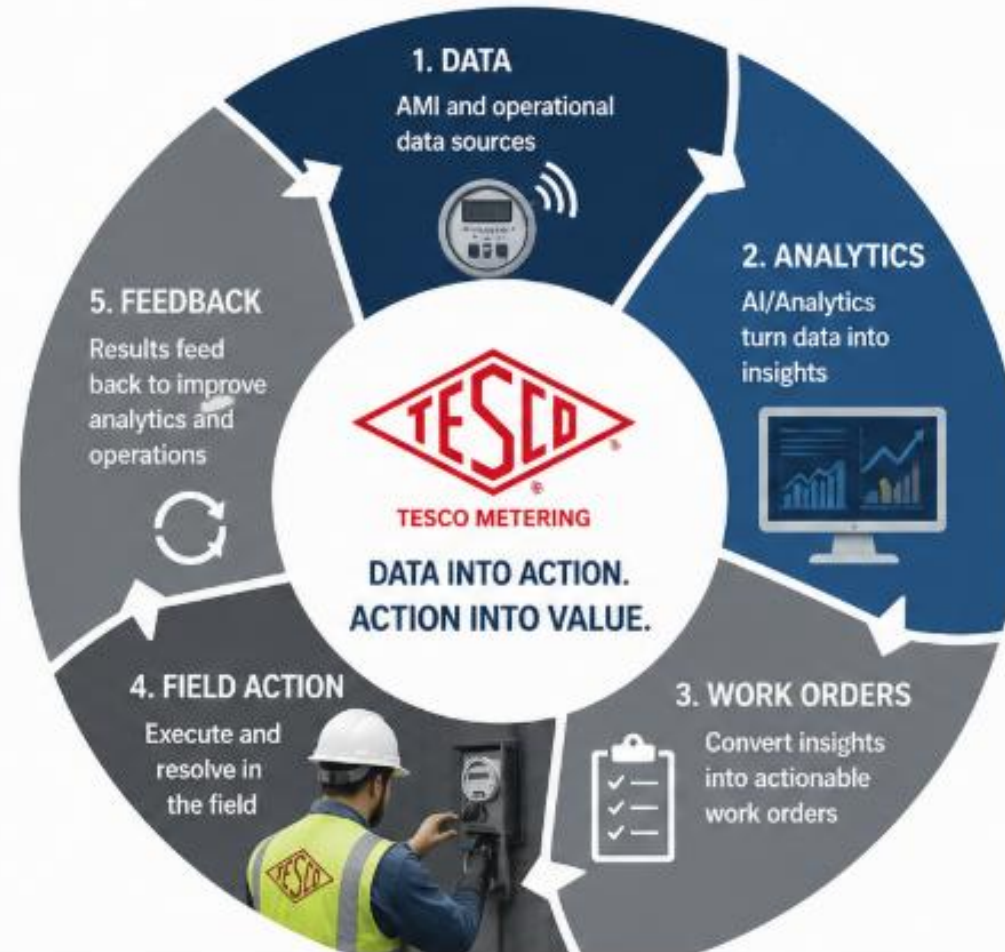 1. DATA
AMI and operational
data sources
2. ANALYTICS
AI/Analytics
turn data into
insights
3. WORK ORDERS
Convert insights
into actionable
work orders
4. FIELD ACTION
Execute and
resolve in
the field
TESCO
5. FEEDBACK
Results feed
back to improve
analytics and
operations
TESCO
®
®
TESCO METERING
DATA INTO ACTION.
ACTION INTO VALUE.